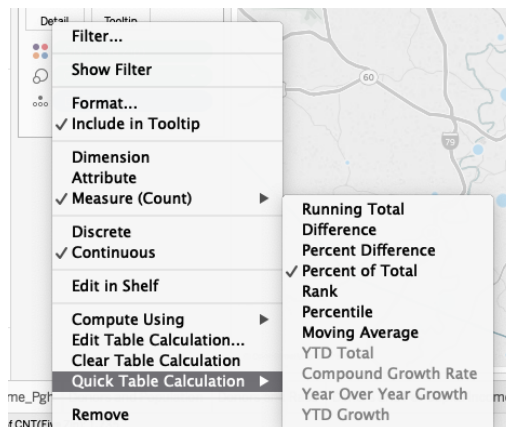 Detail Tooltip
Filter...
Show Filter
Format...
✓ Include in Tooltip
Dimension
Attribute
✓ Measure (Count)
Discrete
✓ Continuous
Edit in Shelf
Compute Using
Edit Table Calculation...
Clear Table Calculation
Quick Table Calculation
Remove
Running Total
Difference
Percent Difference
✓ Percent of Total
Rank
Percentile
Moving Average
YTD Total
Compound Growth Rate
Year Over Year Growth
YTD Growth
60
79
me_Pgh